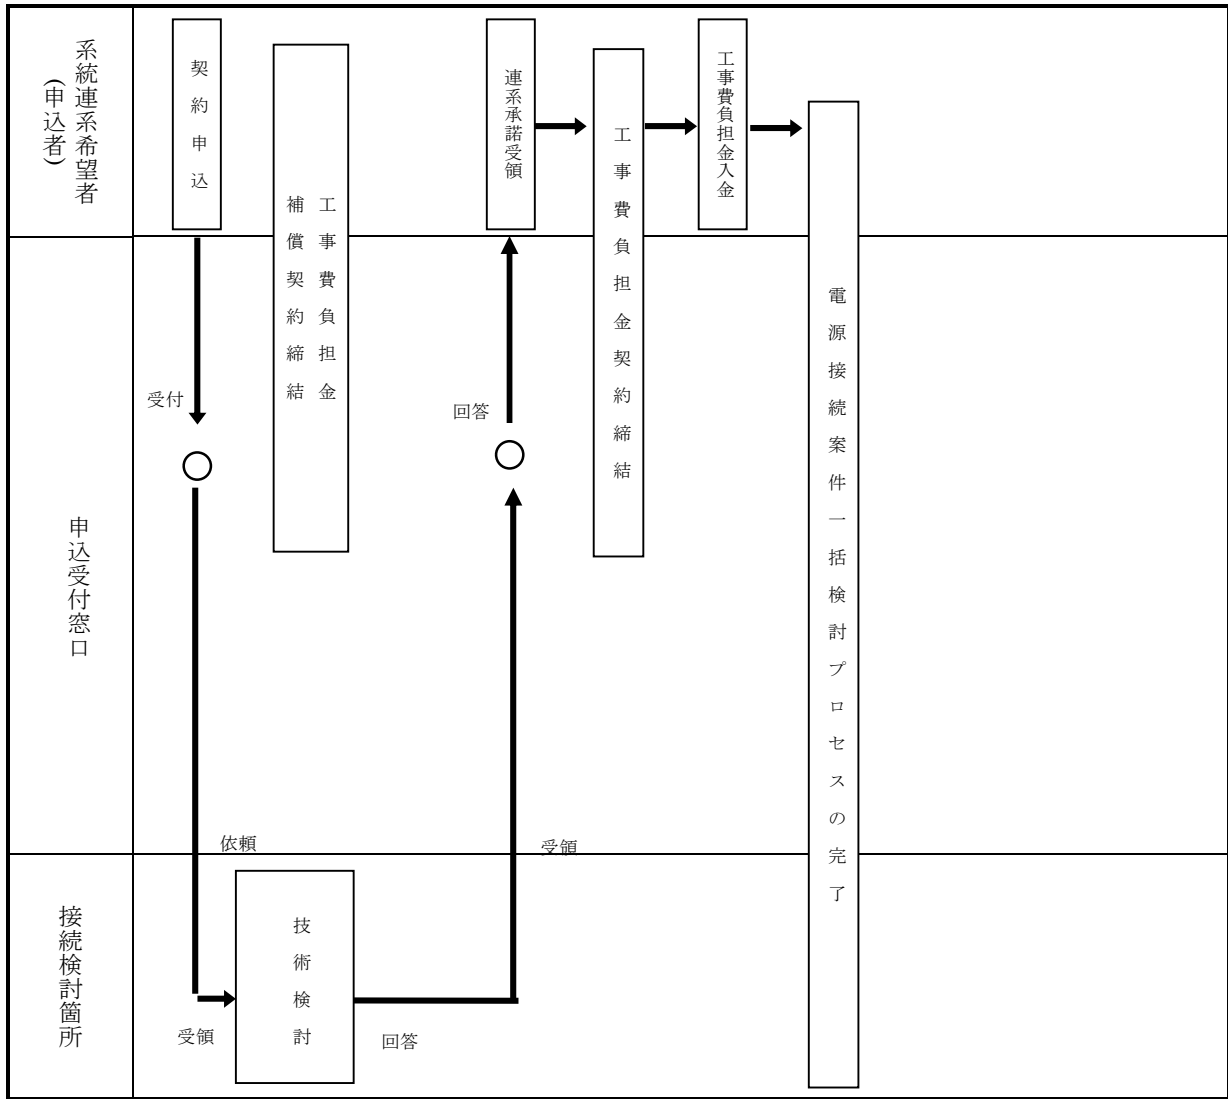 系統連系希望者
(申込者)
契約申込
工事費負担金
補償契約締結
連系承諾受領
工事費負担金契約締結
工事費負担金入金
電源接続案件一括検討プロセスの完了
申込受付窓口
受付
回答
依頼
受領
接続検討箇所
技術検討
受領
回答